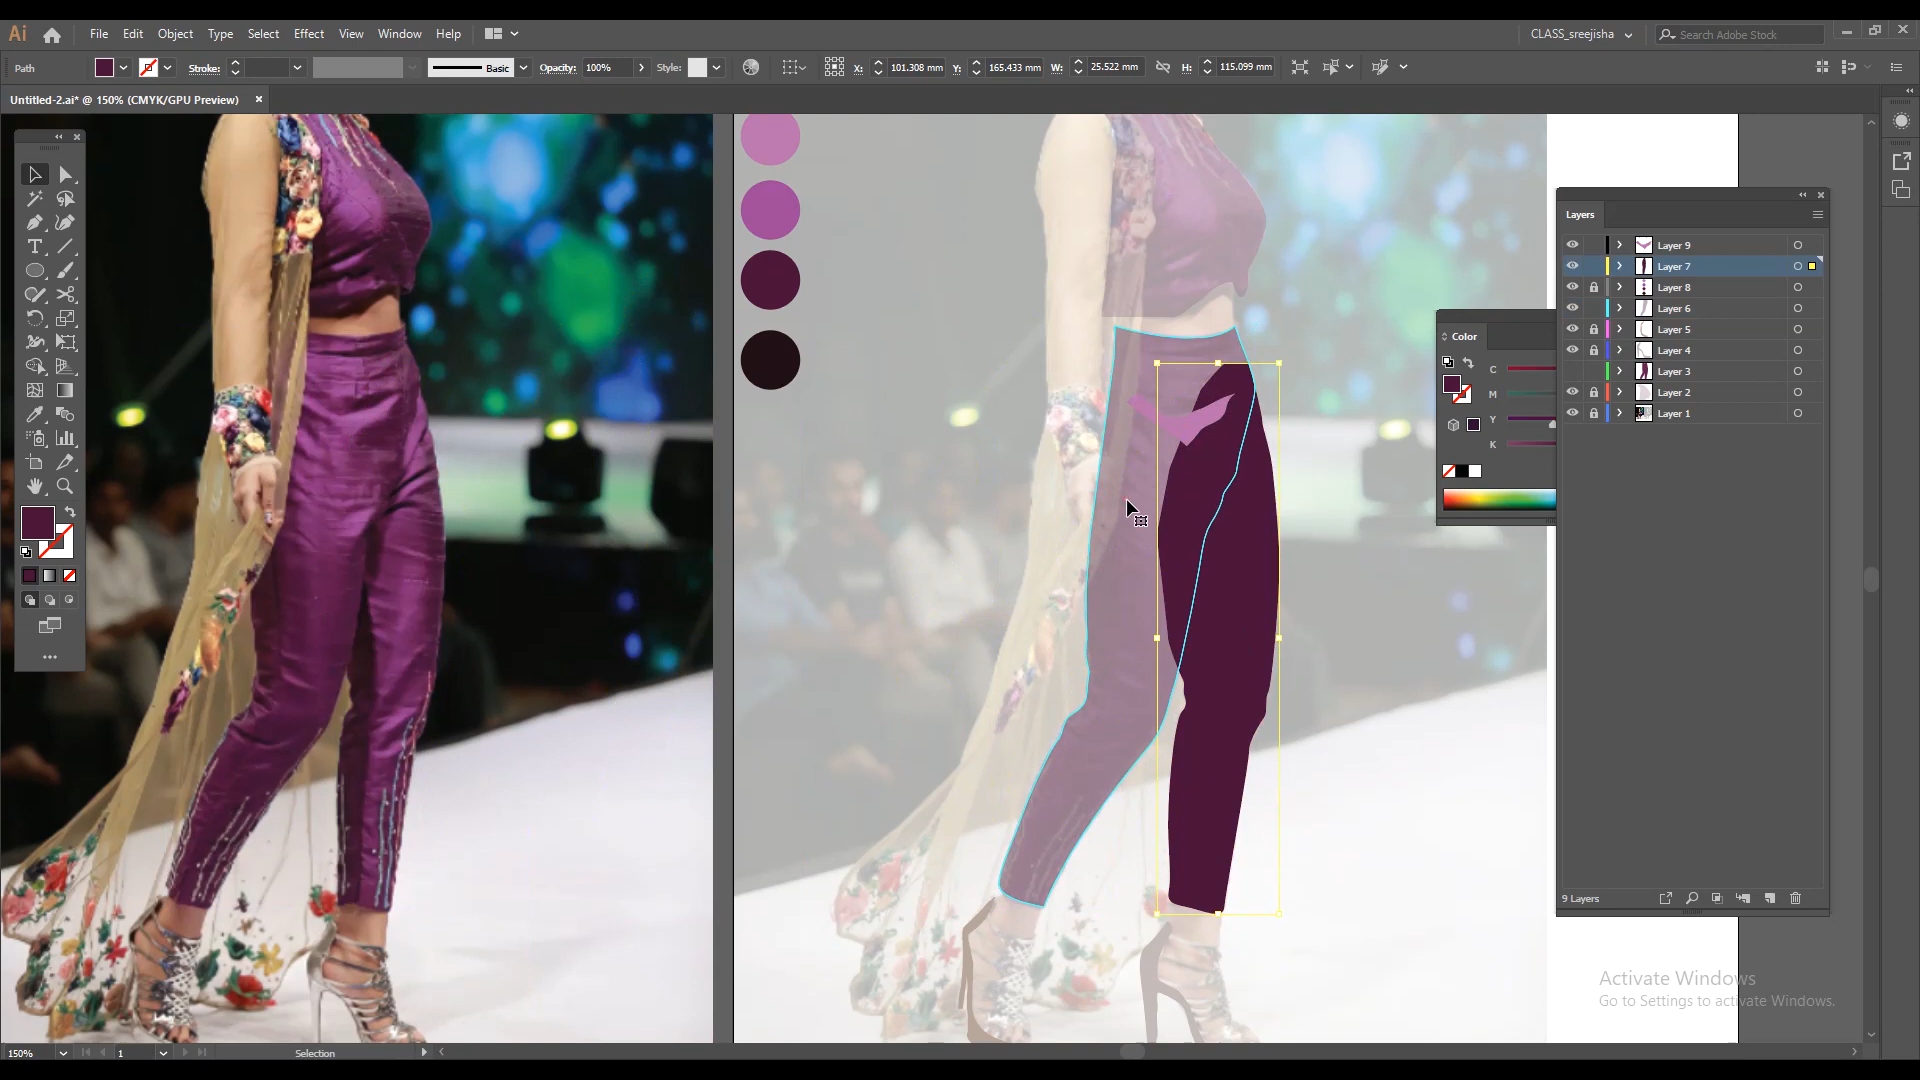 Ai File Edit Object Type Select Effect View Window Help CLASS_sreejisha Search Adobe Stock
Path Stroke: Basic Opacity: 100% Style: X: 101.308 mm Y: 165.433 mm W: 25.522 mm H: 115.099 mm
Untitled-2.ai* @ 150% (CMYK/GPU Preview)
Layers
Layer 9
Layer 7
Layer 8
Layer 6
Layer 5
Layer 4
Layer 3
Layer 2
Layer 1
Color
C
M
Y
K
9 Layers
Activate Windows
Go to Settings to activate Windows.
150% 1 Selection